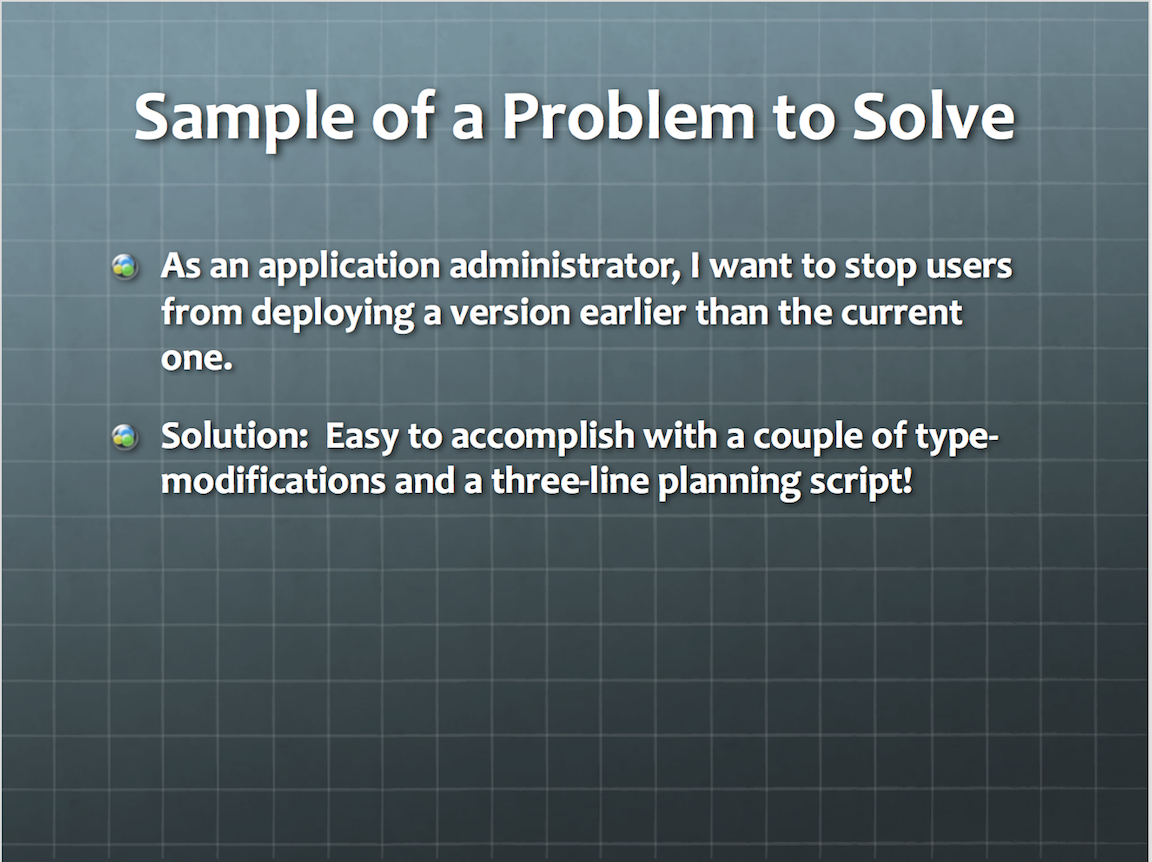 Sample of a Problem to Solve
As an application administrator, I want to stop users
from deploying a version earlier than the current
one.
Solution:  Easy to accomplish with a couple of type-
modifications and a three-line planning script!